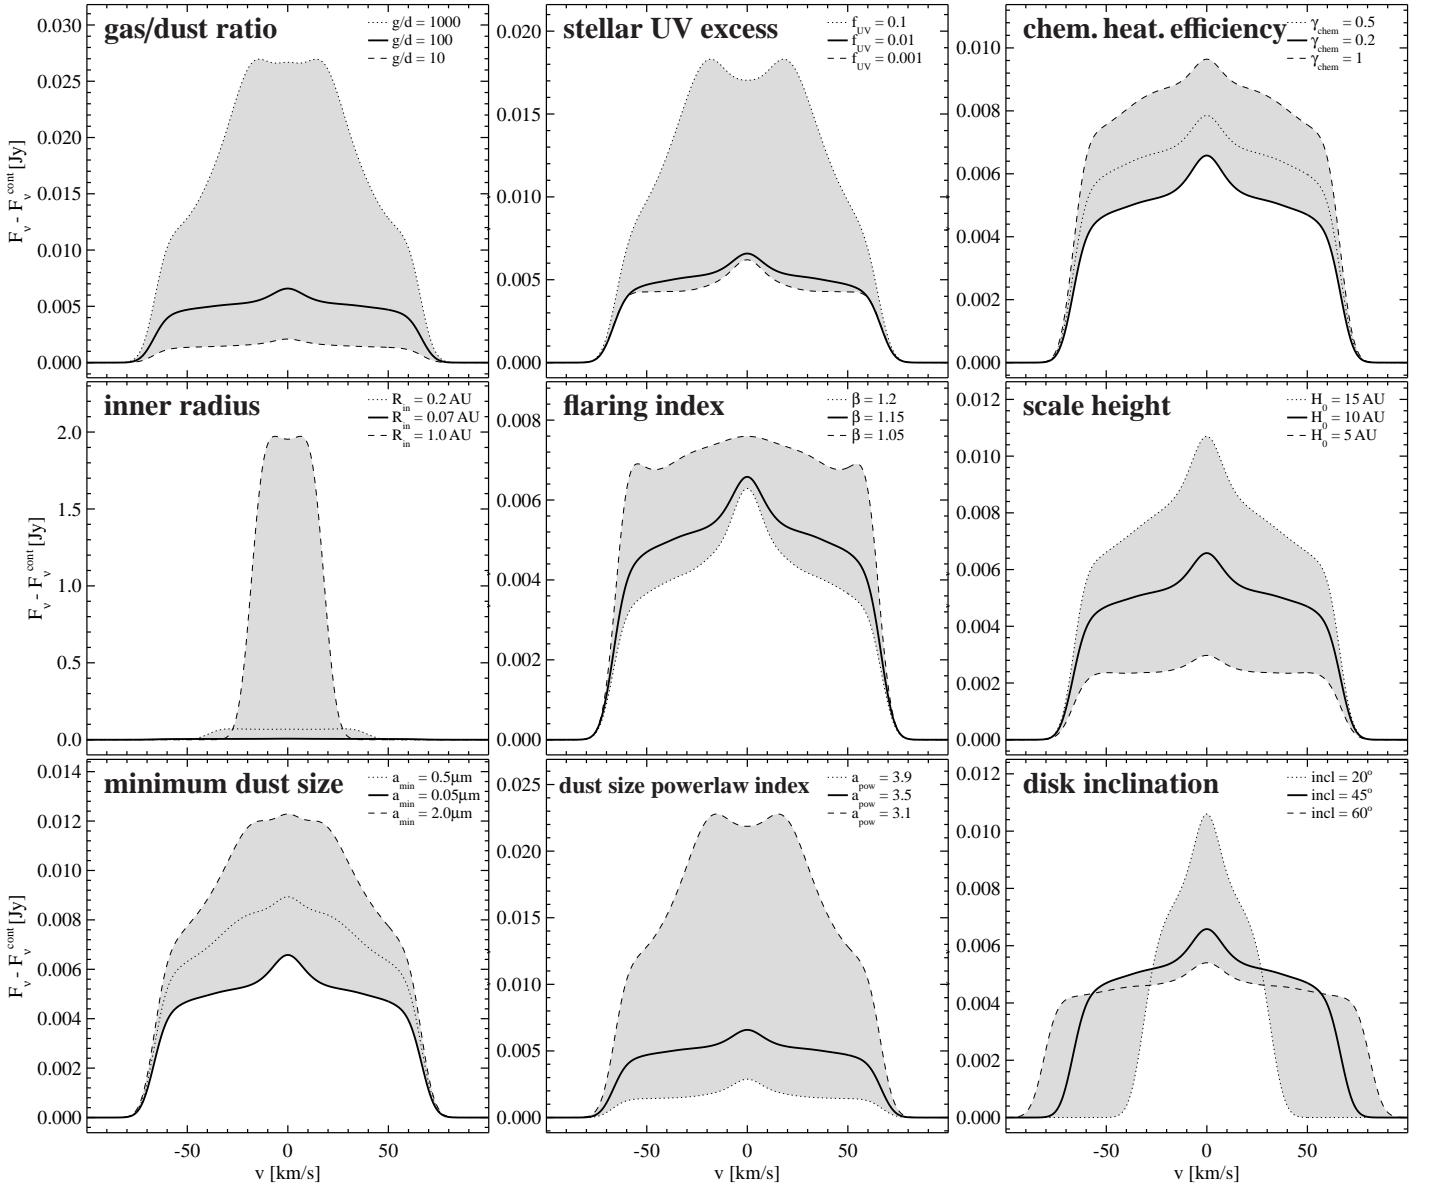 gas/dust ratio
g/d = 1000
g/d = 100
g/d = 10
0.030
0.025
0.020
0.015
0.010
0.005
0.000
Fν - Fν^cont [Jy]
stellar UV excess
f_UV = 0.1
f_UV = 0.01
f_UV = 0.001
0.020
0.015
0.010
0.005
0.000
chem. heat. efficiency
γ_chem = 0.5
γ_chem = 0.2
γ_chem = 1
0.010
0.008
0.006
0.004
0.002
0.000
inner radius
R_in = 0.2 AU
R_in = 0.07 AU
R_in = 1.0 AU
2.0
1.5
1.0
0.5
0.0
Fν - Fν^cont [Jy]
flaring index
β = 1.2
β = 1.15
β = 1.05
0.008
0.006
0.004
0.002
0.000
scale height
H_0 = 15 AU
H_0 = 10 AU
H_0 = 5 AU
0.012
0.010
0.008
0.006
0.004
0.002
0.000
minimum dust size
a_min = 0.5µm
a_min = 0.05µm
a_min = 2.0µm
0.014
0.012
0.010
0.008
0.006
0.004
0.002
0.000
Fν - Fν^cont [Jy]
-50 0 50
v [km/s]
dust size powerlaw index
a_pow = 3.9
a_pow = 3.5
a_pow = 3.1
0.025
0.020
0.015
0.010
0.005
0.000
-50 0 50
v [km/s]
disk inclination
incl = 20°
incl = 45°
incl = 60°
0.012
0.010
0.008
0.006
0.004
0.002
0.000
-50 0 50
v [km/s]